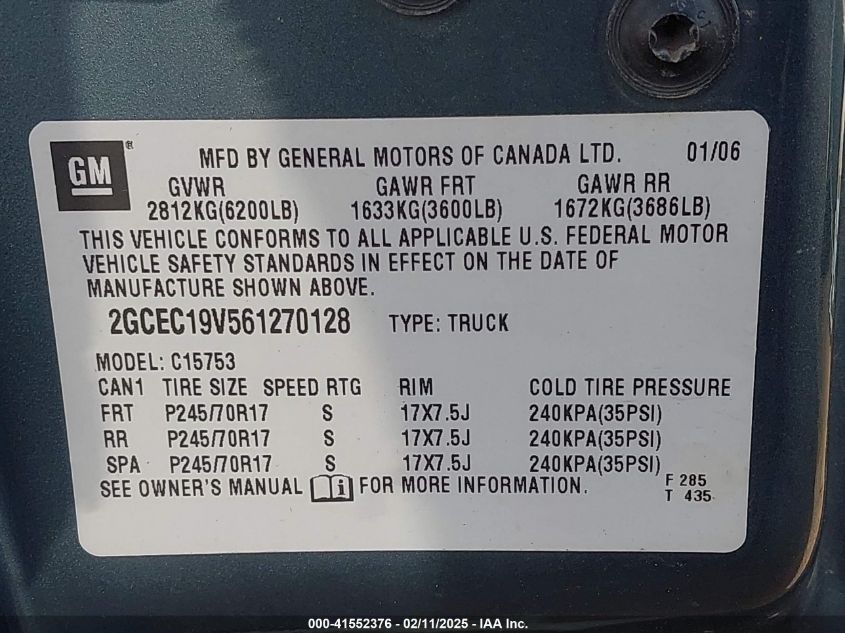 GM ® MFD BY GENERAL MOTORS OF CANADA LTD. 01/06
GVWR GAWR FRT GAWR RR
2812KG(6200LB) 1633KG(3600LB) 1672KG(3686LB)
THIS VEHICLE CONFORMS TO ALL APPLICABLE U.S. FEDERAL MOTOR
VEHICLE SAFETY STANDARDS IN EFFECT ON THE DATE OF
MANUFACTURE SHOWN ABOVE.
2GCEC19V561270128 TYPE: TRUCK
MODEL: C15753
CAN1 TIRE SIZE SPEED RTG RIM COLD TIRE PRESSURE
FRT P245/70R17 S 17X7.5J 240KPA(35PSI)
RR P245/70R17 S 17X7.5J 240KPA(35PSI)
SPA P245/70R17 S 17X7.5J 240KPA(35PSI)
SEE OWNER'S MANUAL i FOR MORE INFORMATION. F 285
T 435
000-41552376 - 02/11/2025 - IAA Inc.